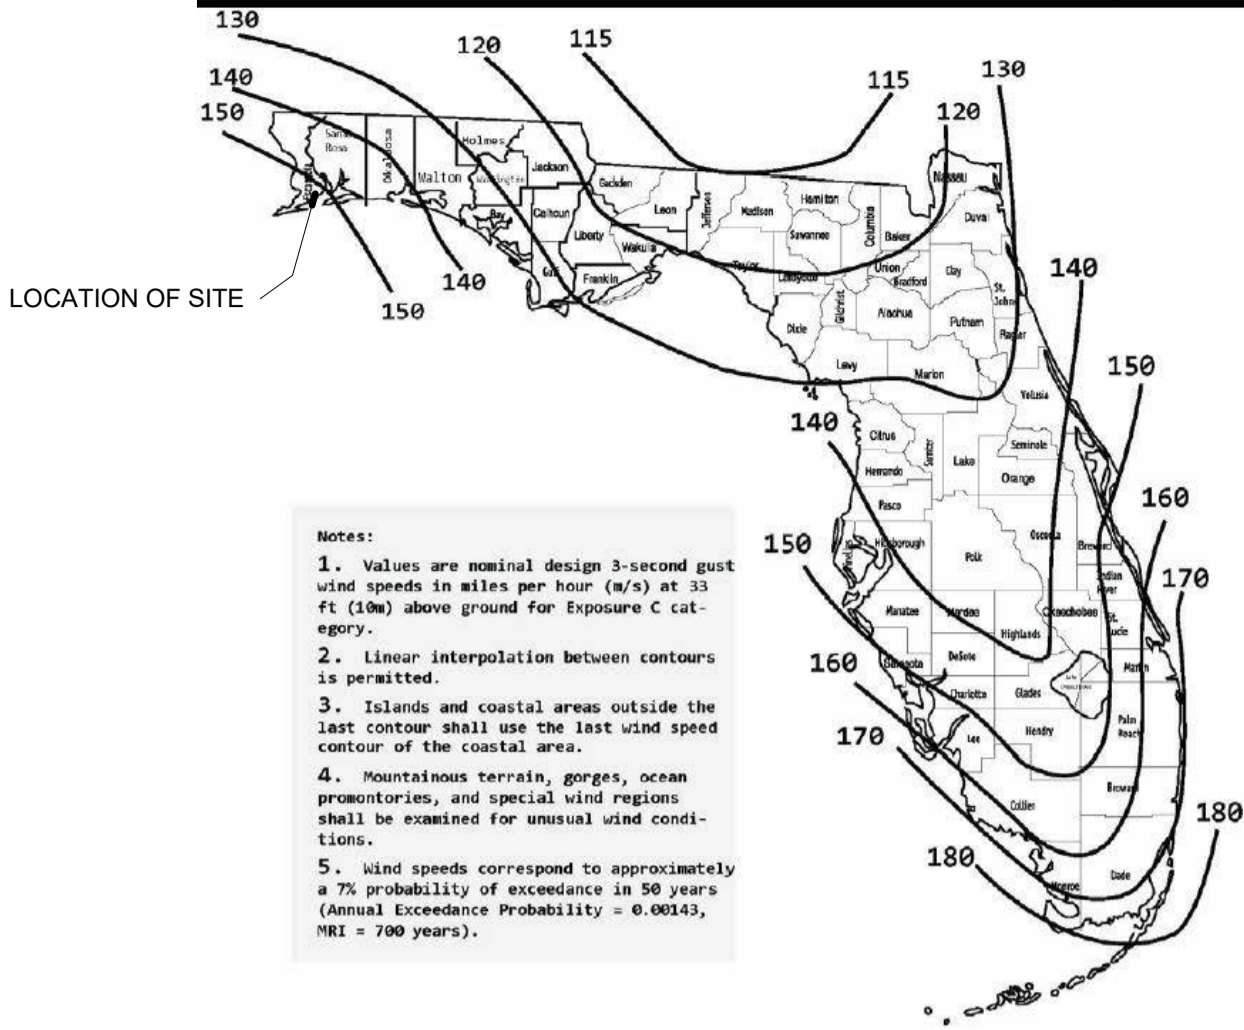 130
120
115
115
130
120
140
150
Santa
Rosa
Okaloosa
Holmes
Walton
Washington
Jackson
Bay
Calhoun
Gulf
Liberty
Gadsden
Leon
Wakulla
Franklin
Jefferson
Madison
Taylor
Hamilton
Suwannee
Lafayette
Columbia
Baker
Nassau
Duval
Union
Bradford
Clay
St.
Johns
LOCATION OF SITE
150
140
140
Dixie
Gilchrist
Alachua
Putnam
Flagler
Levy
Marion
Volusia
150
140
Citrus
Sumter
Lake
Seminole
Hernando
Orange
Pasco
160
150
Pinellas
Hillsborough
Polk
Osceola
Brevard
Indian
River
170
Manatee
Hardee
Highlands
Okeechobee
St.
Lucie
160
Sarasota
DeSoto
Martin
Charlotte
Glades
170
Lee
Hendry
Palm
Beach
Collier
Broward
180
180
Monroe
Dade
Notes:
1. Values are nominal design 3-second gust
wind speeds in miles per hour (m/s) at 33
ft (10m) above ground for Exposure C cat-
egory.
2. Linear interpolation between contours
is permitted.
3. Islands and coastal areas outside the
last contour shall use the last wind speed
contour of the coastal area.
4. Mountainous terrain, gorges, ocean
promontories, and special wind regions
shall be examined for unusual wind condi-
tions.
5. Wind speeds correspond to approximately
a 7% probability of exceedance in 50 years
(Annual Exceedance Probability = 0.00143,
MRI = 700 years).